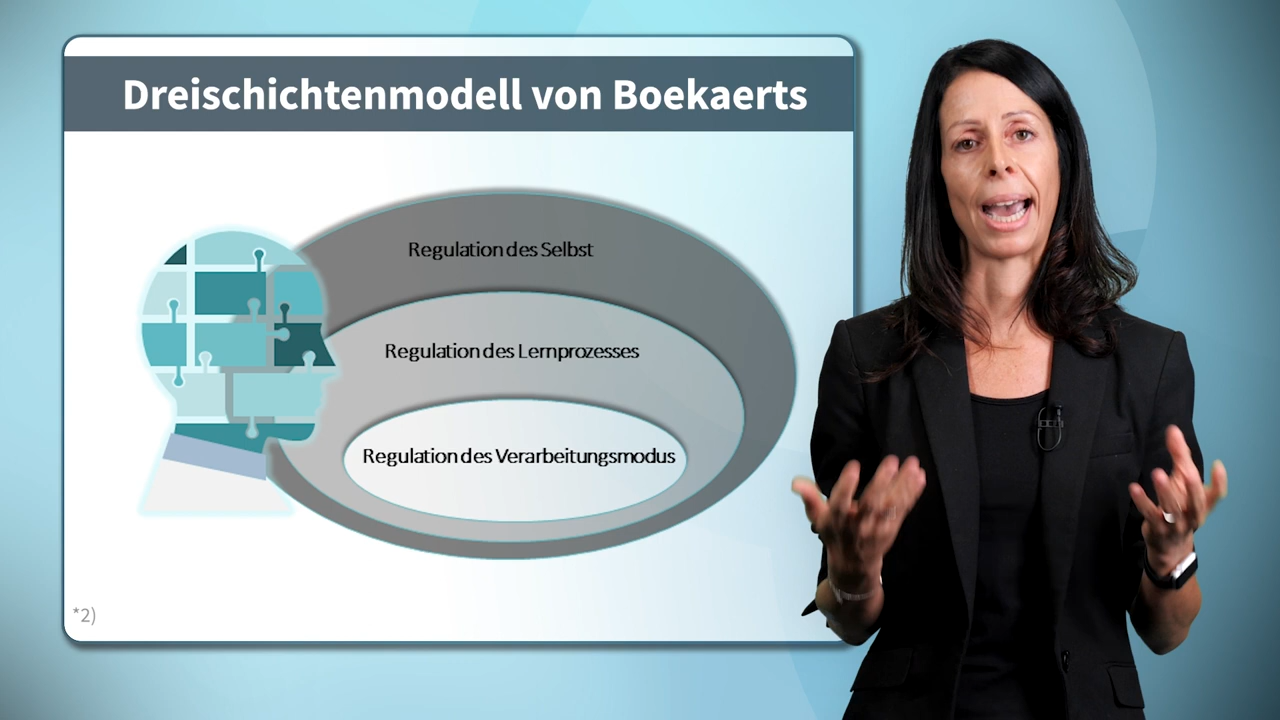 Dreischichtenmodell von Boekaerts
Regulation des Selbst
Regulation des Lernprozesses
Regulation des Verarbeitungsmodus
*2)